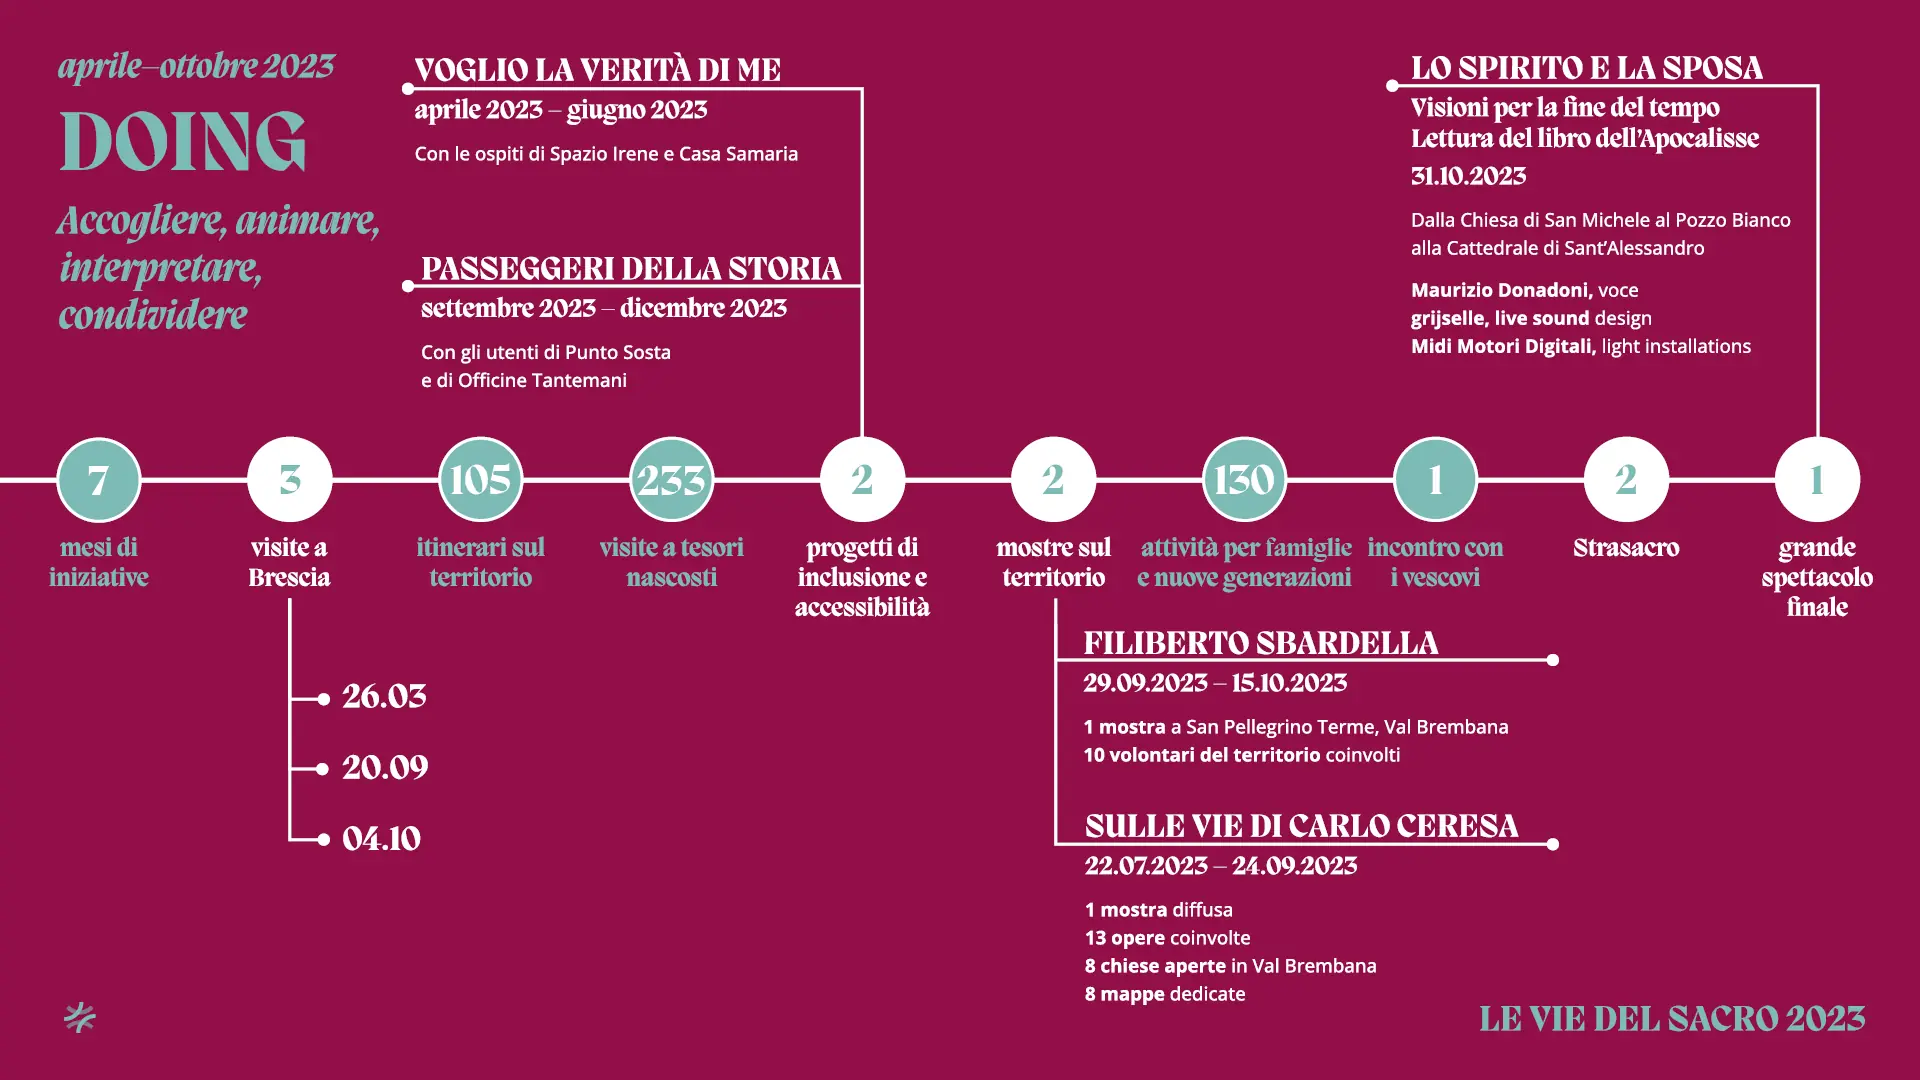 aprile–ottobre 2023
DOING
Accogliere, animare,
interpretare,
condividere
VOGLIO LA VERITÀ DI ME
aprile 2023 – giugno 2023
Con le ospiti di Spazio Irene e Casa Samaria
PASSEGGERI DELLA STORIA
settembre 2023 – dicembre 2023
Con gli utenti di Punto Sosta
e di Officine Tantemani
LO SPIRITO E LA SPOSA
Visioni per la fine del tempo
Lettura del libro dell'Apocalisse
31.10.2023
Dalla Chiesa di San Michele al Pozzo Bianco
alla Cattedrale di Sant'Alessandro
Maurizio Donadoni, voce
grijselle, live sound design
Midi Motori Digitali, light installations
7
mesi di
iniziative
3
visite a
Brescia
26.03
20.09
04.10
105
itinerari sul
territorio
233
visite a tesori
nascosti
2
progetti di
inclusione e
accessibilità
2
mostre sul
territorio
FILIBERTO SBARDELLA
29.09.2023 – 15.10.2023
1 mostra a San Pellegrino Terme, Val Brembana
10 volontari del territorio coinvolti
SULLE VIE DI CARLO CERESA
22.07.2023 – 24.09.2023
1 mostra diffusa
13 opere coinvolte
8 chiese aperte in Val Brembana
8 mappe dedicate
130
attività per famiglie
e nuove generazioni
1
incontro con
i vescovi
2
Strasacro
1
grande
spettacolo
finale
LE VIE DEL SACRO 2023